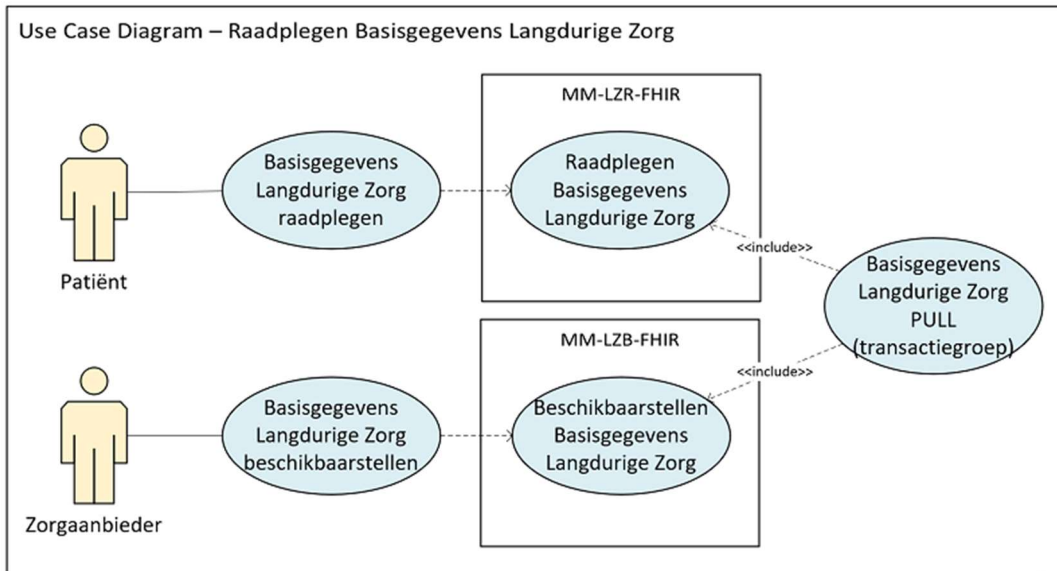 Use Case Diagram – Raadplegen Basisgegevens Langdurige Zorg
MM-LZR-FHIR
Basisgegevens
Langdurige Zorg
raadplegen
Raadplegen
Basisgegevens
Langdurige Zorg
Patiënt
<<include>>
Basisgegevens
Langdurige Zorg
PULL
(transactiegroep)
<<include>>
MM-LZB-FHIR
Basisgegevens
Langdurige Zorg
beschikbaarstellen
Beschikbaarstellen
Basisgegevens
Langdurige Zorg
Zorgaanbieder